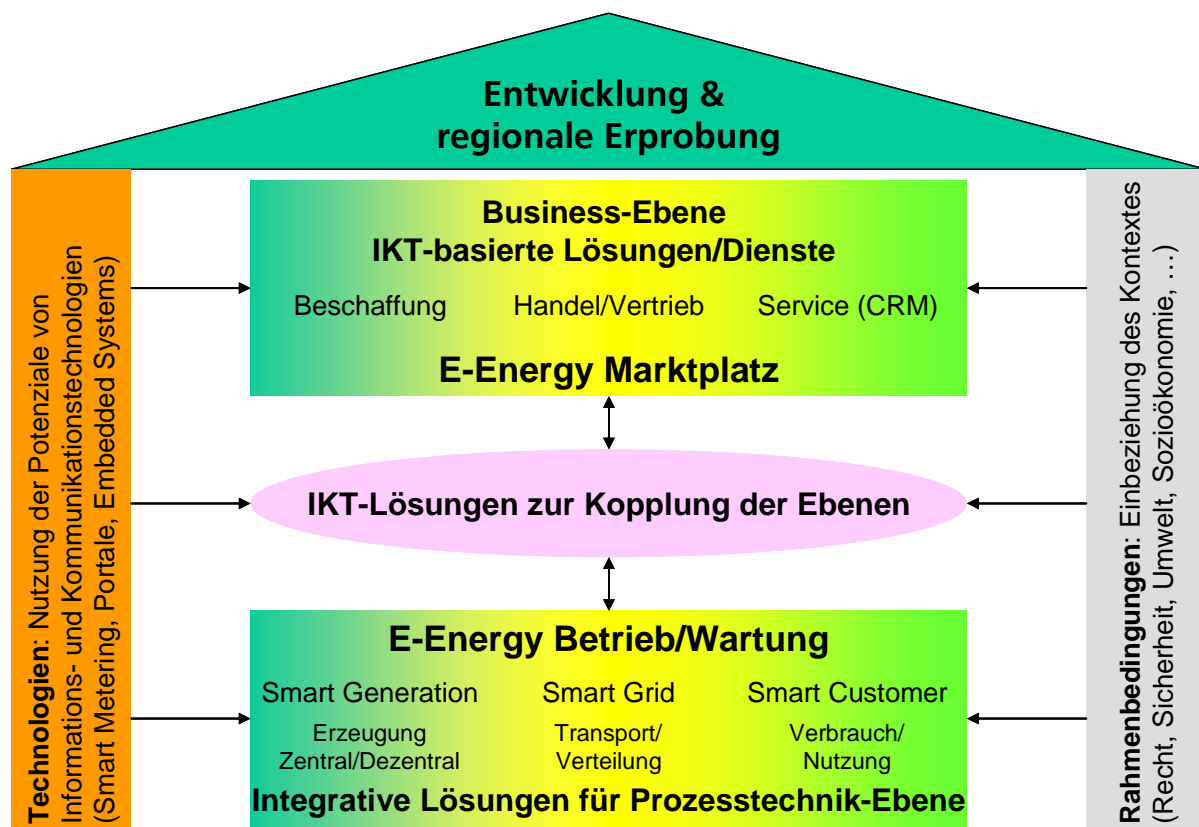 Entwicklung &
regionale Erprobung
Technologien: Nutzung der Potenziale von
Informations- und Kommunikationstechnologien
(Smart Metering, Portale, Embedded Systems)
Business-Ebene
IKT-basierte Lösungen/Dienste
Beschaffung Handel/Vertrieb Service (CRM)
E-Energy Marktplatz
IKT-Lösungen zur Kopplung der Ebenen
E-Energy Betrieb/Wartung
Smart Generation Smart Grid Smart Customer
Erzeugung Transport/ Verbrauch/
Zentral/Dezentral Verteilung Nutzung
Integrative Lösungen für Prozesstechnik-Ebene
Rahmenbedingungen: Einbeziehung des Kontextes
(Recht, Sicherheit, Umwelt, Sozioökonomie, …)